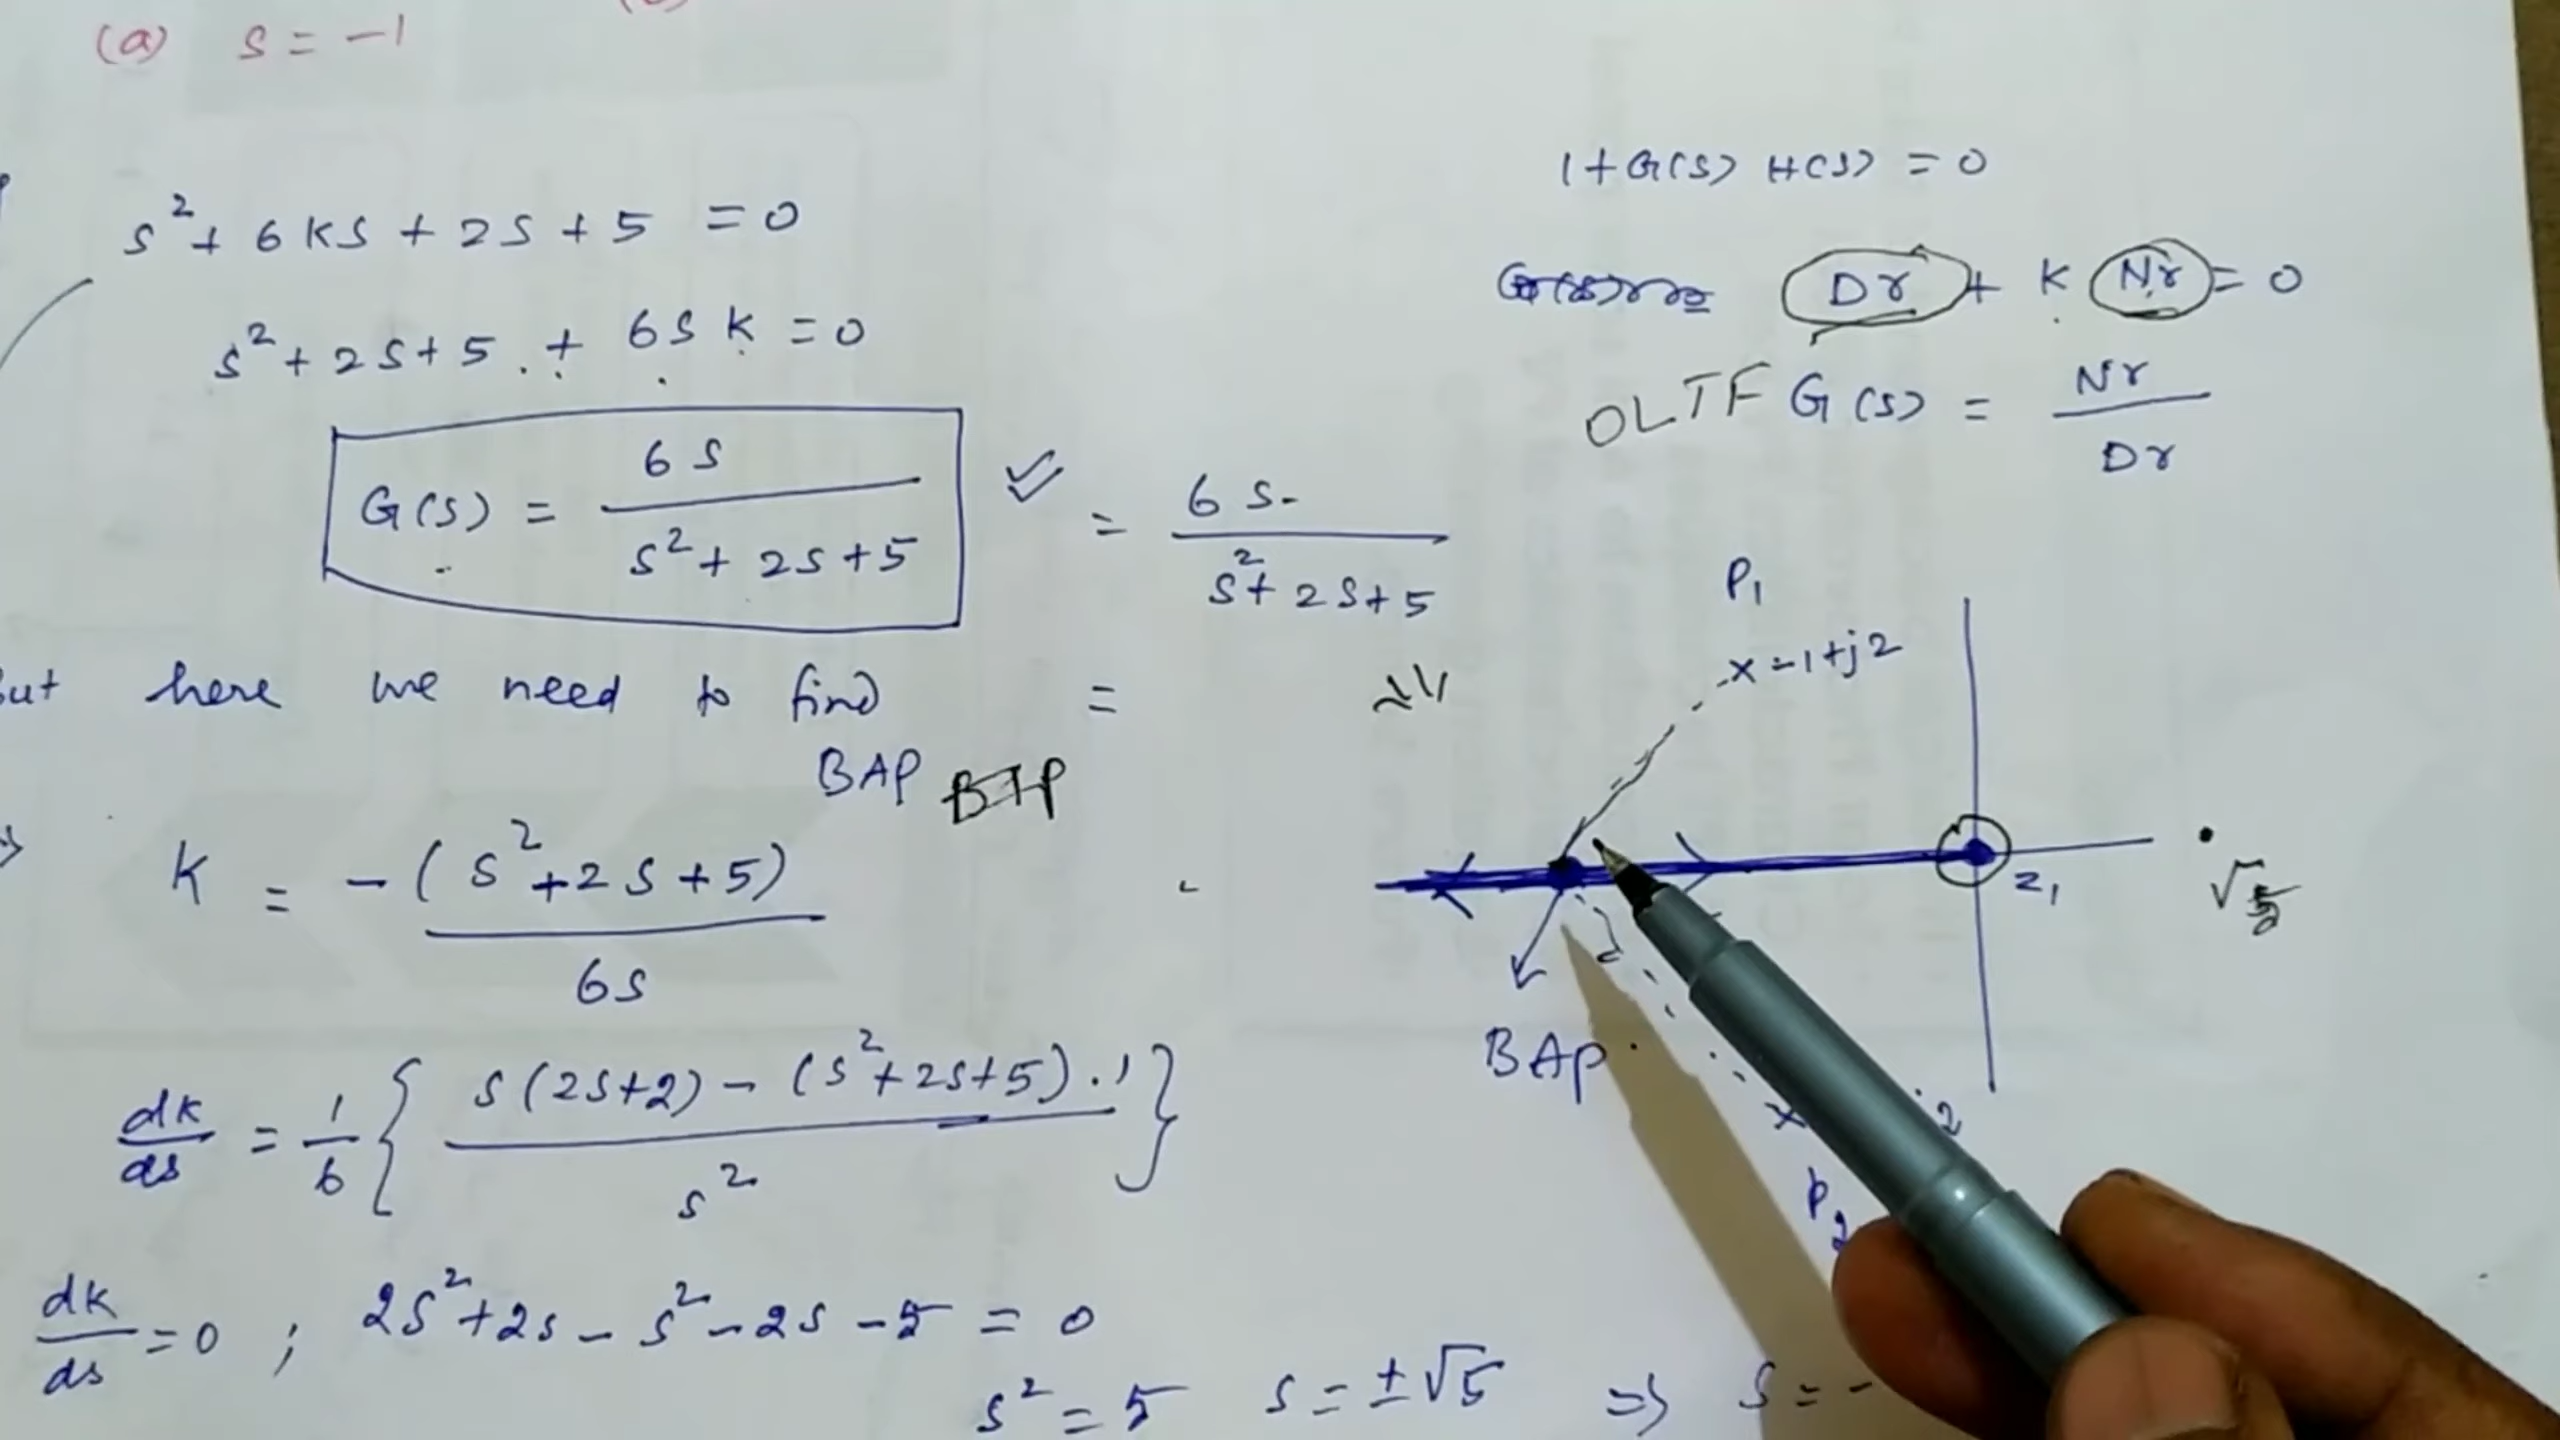 (a) s = -1
s² + 6ks + 2s + 5 = 0
s² + 2s + 5 + 6s k = 0
G(s) = 6s / (s² + 2s + 5) = 6s / (s² + 2s + 5)
but here we need to find =
BAP BIP
k = -(s² + 2s + 5) / 6s
dk/ds = 1/6 { (s(2s+2) - (s² + 2s + 5).1) / s² }
dk/ds = 0 ; 2s² + 2s - s² - 2s - 5 = 0
s² = 5 s = ±√5 ⇒ s = -
1 + G(s) H(s) = 0
Dr + k Nr = 0
OLTF G(s) = Nr / Dr
P₁
x -1+j2
z₁
√5
BAP
x 2
P₂